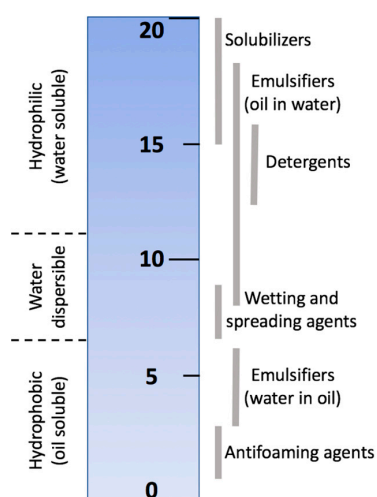 Hydrophilic
(water soluble)
Water
dispersible
Hydrophobic
(oil soluble)
20
15
10
5
0
Solubilizers
Emulsifiers
(oil in water)
Detergents
Wetting and
spreading agents
Emulsifiers
(water in oil)
Antifoaming agents